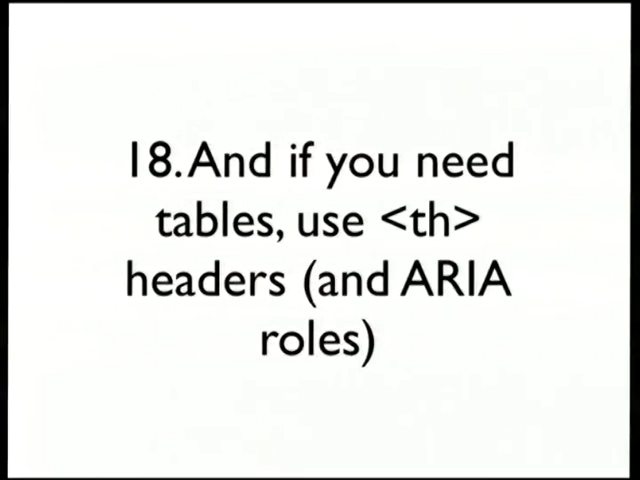 18. And if you need
tables, use <th>
headers (and ARIA
roles)